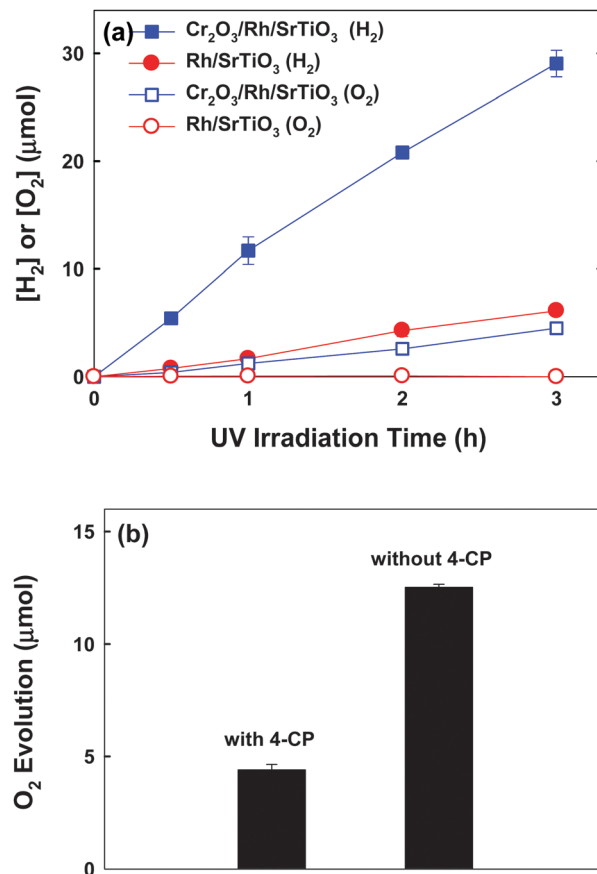 (a)
Cr₂O₃/Rh/SrTiO₃ (H₂)
Rh/SrTiO₃ (H₂)
Cr₂O₃/Rh/SrTiO₃ (O₂)
Rh/SrTiO₃ (O₂)
[H₂] or [O₂] (μmol)
30
20
10
0
0 1 2 3
UV Irradiation Time (h)
(b)
O₂ Evolution (μmol)
15
10
5
0
without 4-CP
with 4-CP